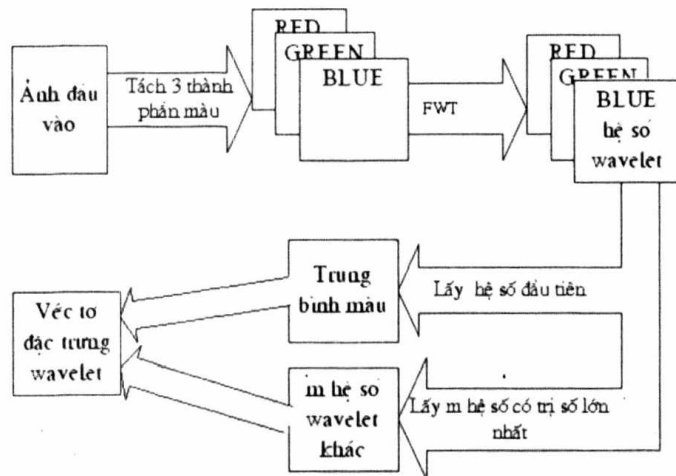 RED
GREEN
BLUE
Ảnh đầu
vào
Tách 3 thành
phần màu
FWT
RED
GREEN
BLUE
hệ số
wavelet
Trung
bình màu
Lấy hệ số đầu tiên
Véc tơ
đặc trưng
wavelet
m hệ số
wavelet
khác
Lấy m hệ số có trị số lớn
nhất